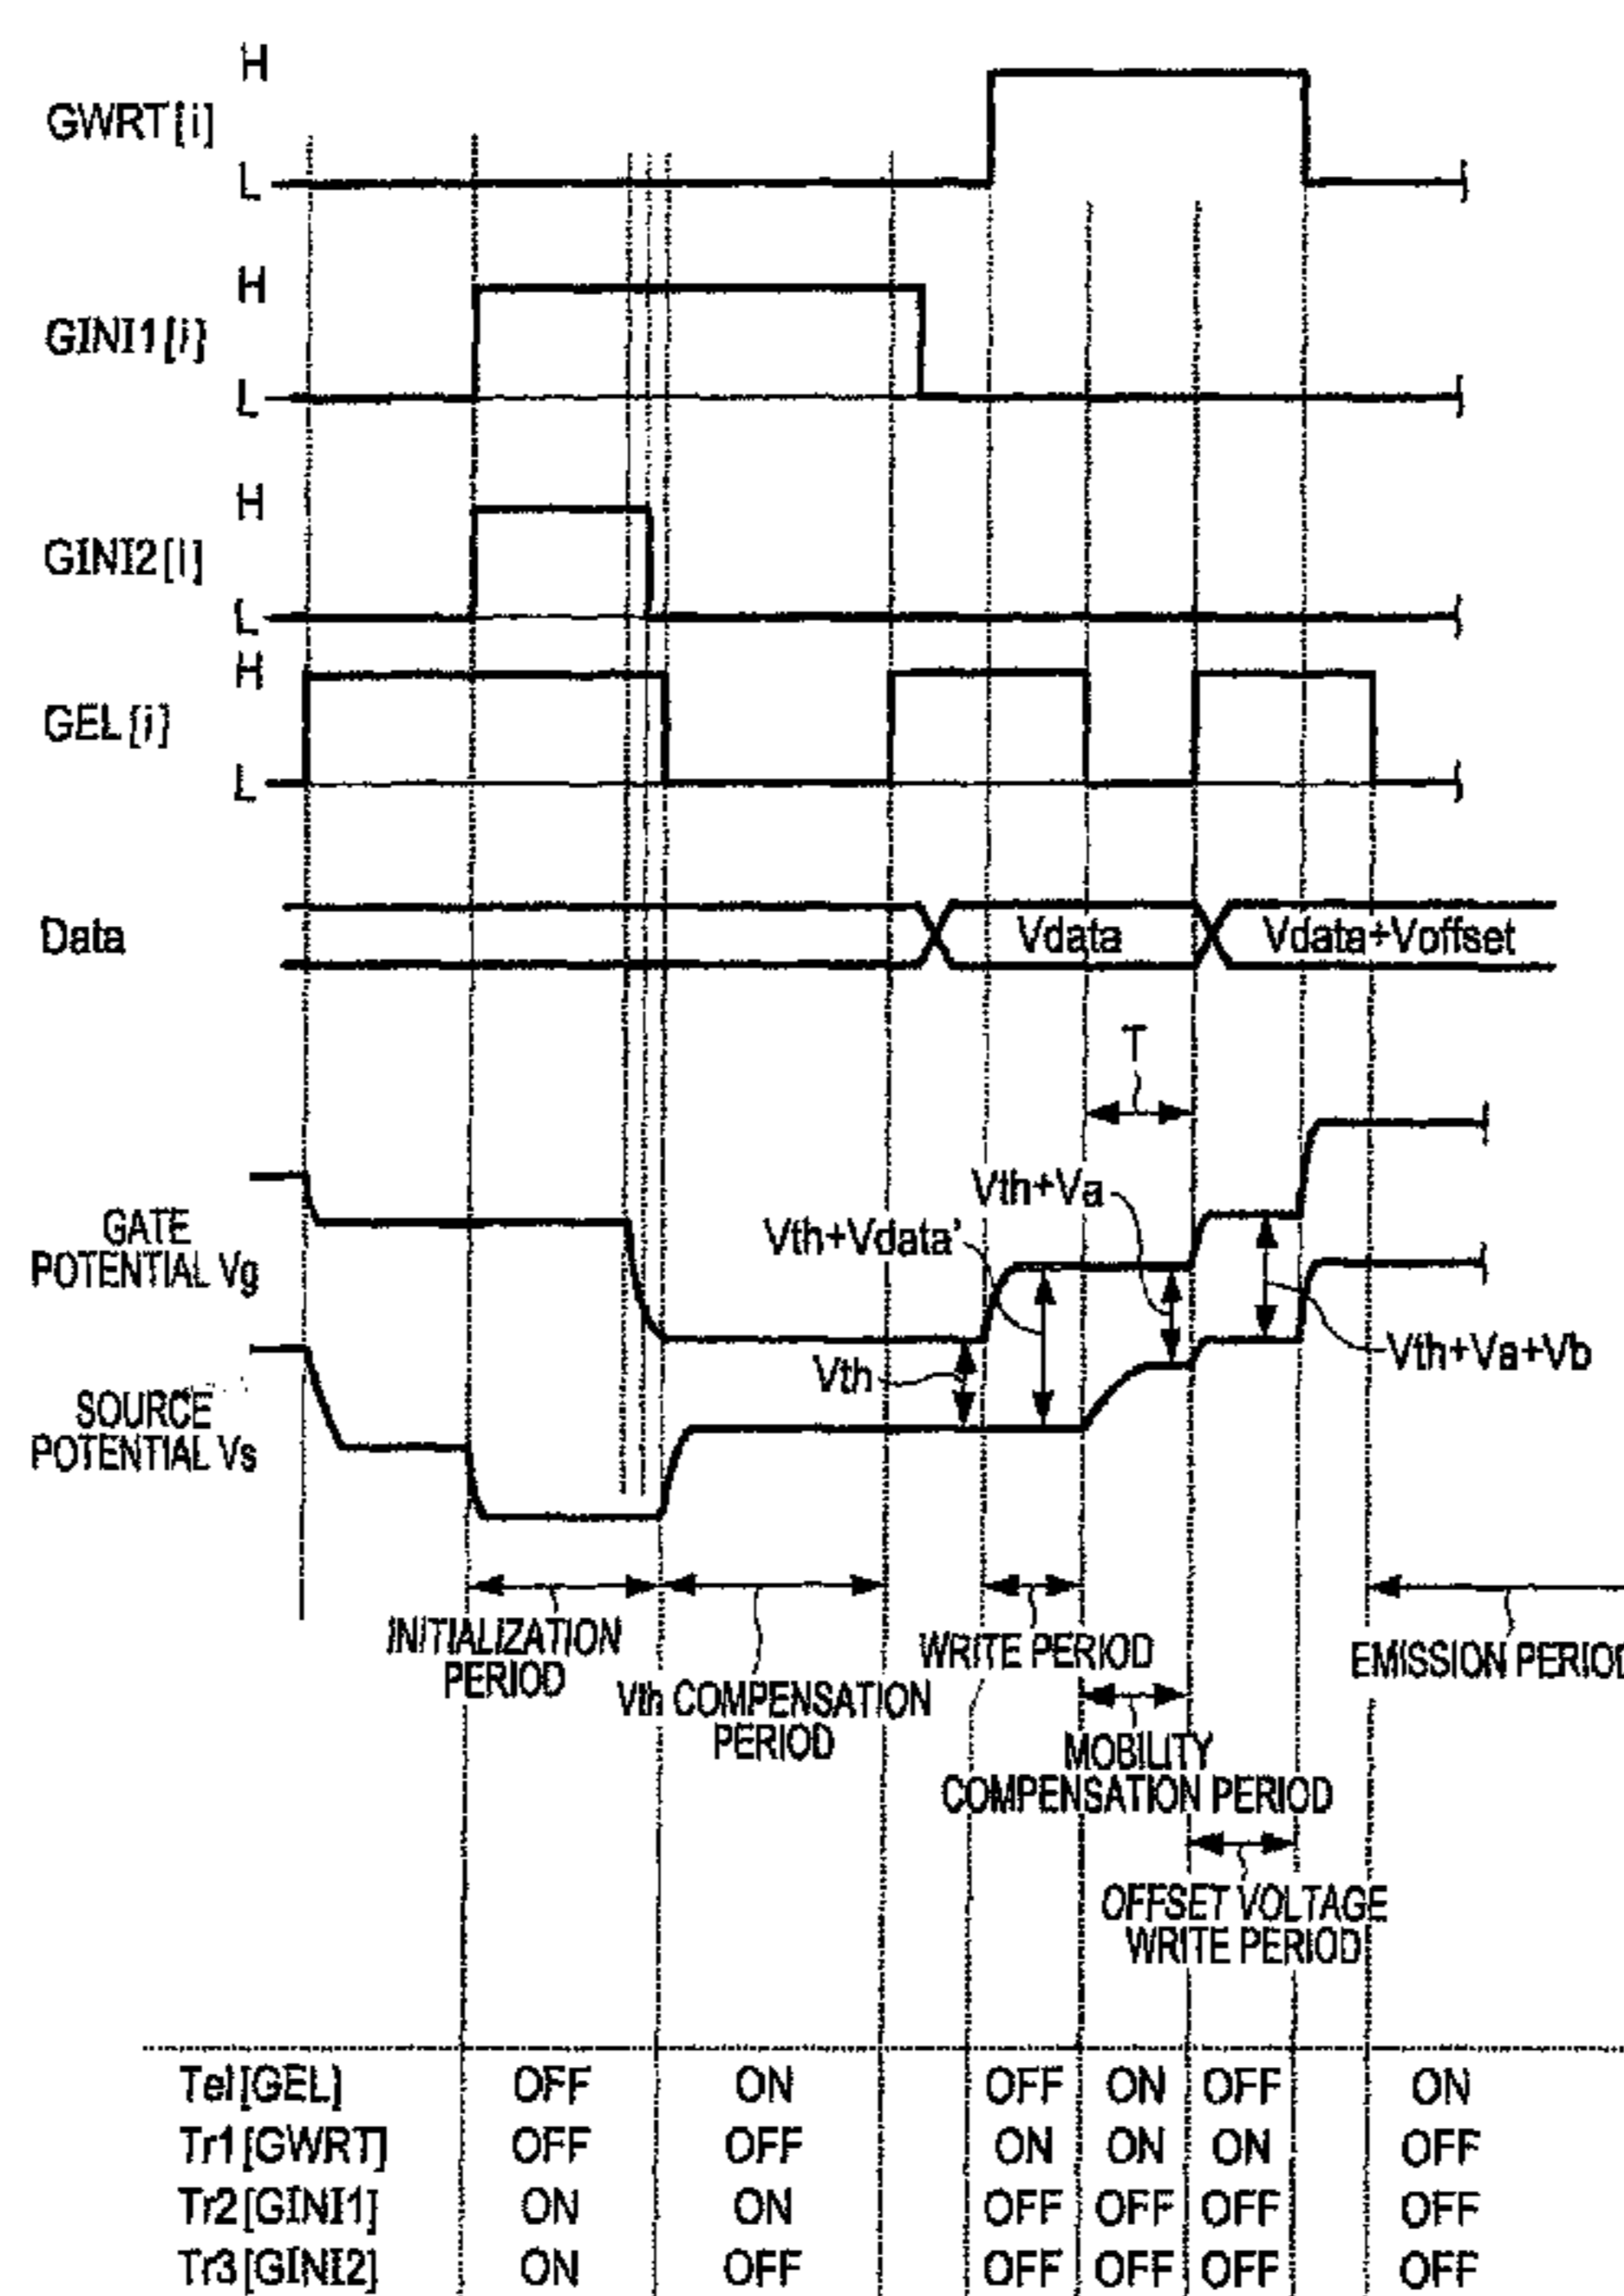 H
GWRT[i]
L
H
GINI1[i]
L
H
GINI2[i]
L
H
GEL[i]
L
Data
Vdata
Vdata+Voffset
T
Vth+Va
Vth+Vdata'
GATE
POTENTIAL Vg
Vth
Vth+Va+Vb
SOURCE
POTENTIAL Vs
INITIALIZATION
PERIOD
Vth COMPENSATION
PERIOD
WRITE PERIOD
EMISSION PERIOD
MOBILITY
COMPENSATION PERIOD
OFFSET VOLTAGE
WRITE PERIOD
Tel[GEL] OFF ON OFF ON OFF ON
Tr1[GWRT] OFF OFF ON ON ON OFF
Tr2[GINI1] ON ON OFF OFF OFF OFF
Tr3[GINI2] ON OFF OFF OFF OFF OFF